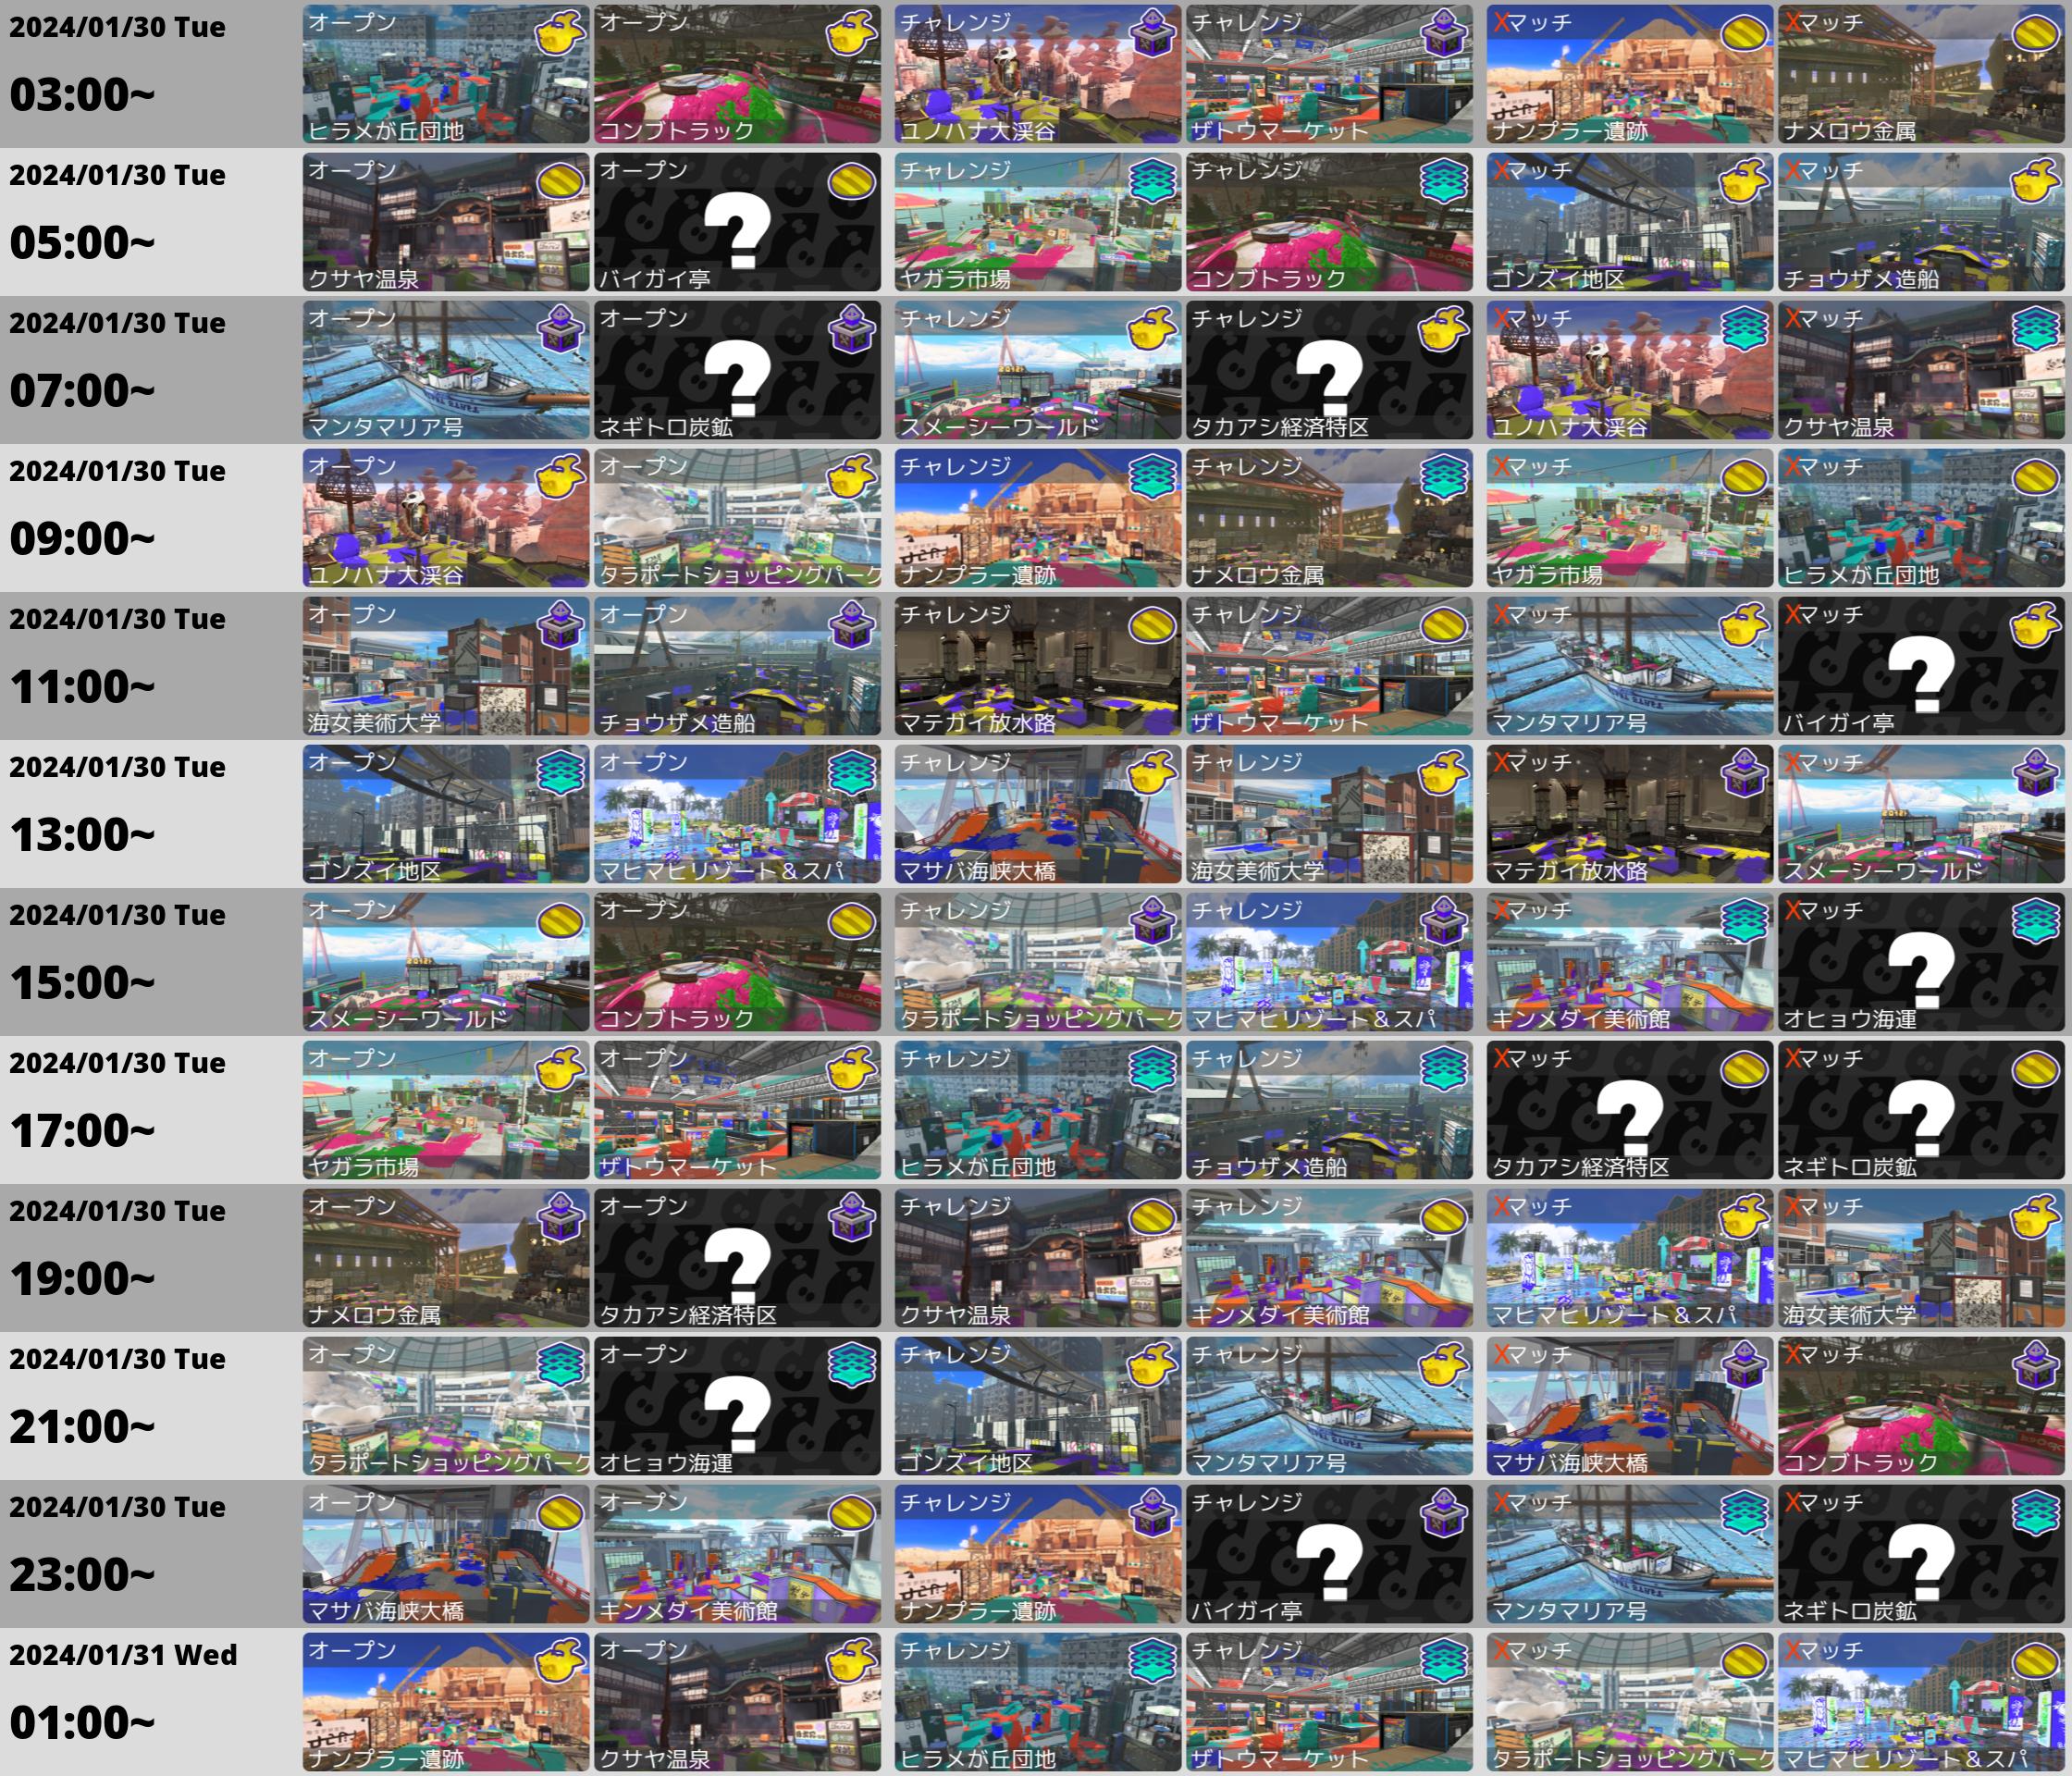 2024/01/30 Tue
03:00~
オープン
ヒラメが丘団地
オープン
コンブトラック
チャレンジ
ユノハナ大渓谷
チャレンジ
ザトウマーケット
Xマッチ
ナンプラー遺跡
Xマッチ
ナメロウ金属
2024/01/30 Tue
05:00~
オープン
クサヤ温泉
オープン
バイガイ亭
チャレンジ
ヤガラ市場
チャレンジ
コンブトラック
Xマッチ
ゴンズイ地区
Xマッチ
チョウザメ造船
2024/01/30 Tue
07:00~
オープン
マンタマリア号
オープン
ネギトロ炭鉱
チャレンジ
スメーシーワールド
チャレンジ
タカアシ経済特区
Xマッチ
ユノハナ大渓谷
Xマッチ
クサヤ温泉
2024/01/30 Tue
09:00~
オープン
ユノハナ大渓谷
オープン
タラポートショッピングパーク
チャレンジ
ナンプラー遺跡
チャレンジ
ナメロウ金属
Xマッチ
ヤガラ市場
Xマッチ
ヒラメが丘団地
2024/01/30 Tue
11:00~
オープン
海女美術大学
オープン
チョウザメ造船
チャレンジ
マテガイ放水路
チャレンジ
ザトウマーケット
Xマッチ
マンタマリア号
Xマッチ
バイガイ亭
2024/01/30 Tue
13:00~
オープン
ゴンズイ地区
オープン
マヒマヒリゾート＆スパ
チャレンジ
マサバ海峡大橋
チャレンジ
海女美術大学
Xマッチ
マテガイ放水路
Xマッチ
スメーシーワールド
2024/01/30 Tue
15:00~
オープン
スメーシーワールド
オープン
コンブトラック
チャレンジ
タラポートショッピングパーク
チャレンジ
マヒマヒリゾート＆スパ
Xマッチ
キンメダイ美術館
Xマッチ
オヒョウ海運
2024/01/30 Tue
17:00~
オープン
ヤガラ市場
オープン
ザトウマーケット
チャレンジ
ヒラメが丘団地
チャレンジ
チョウザメ造船
Xマッチ
タカアシ経済特区
Xマッチ
ネギトロ炭鉱
2024/01/30 Tue
19:00~
オープン
ナメロウ金属
オープン
タカアシ経済特区
チャレンジ
クサヤ温泉
チャレンジ
キンメダイ美術館
Xマッチ
マヒマヒリゾート＆スパ
Xマッチ
海女美術大学
2024/01/30 Tue
21:00~
オープン
タラポートショッピングパーク
オープン
オヒョウ海運
チャレンジ
ゴンズイ地区
チャレンジ
マンタマリア号
Xマッチ
マサバ海峡大橋
Xマッチ
コンブトラック
2024/01/30 Tue
23:00~
オープン
マサバ海峡大橋
オープン
キンメダイ美術館
チャレンジ
ナンプラー遺跡
チャレンジ
バイガイ亭
Xマッチ
マンタマリア号
Xマッチ
ネギトロ炭鉱
2024/01/31 Wed
01:00~
オープン
ナンプラー遺跡
オープン
クサヤ温泉
チャレンジ
ヒラメが丘団地
チャレンジ
ザトウマーケット
Xマッチ
タラポートショッピングパーク
Xマッチ
マヒマヒリゾート＆スパ